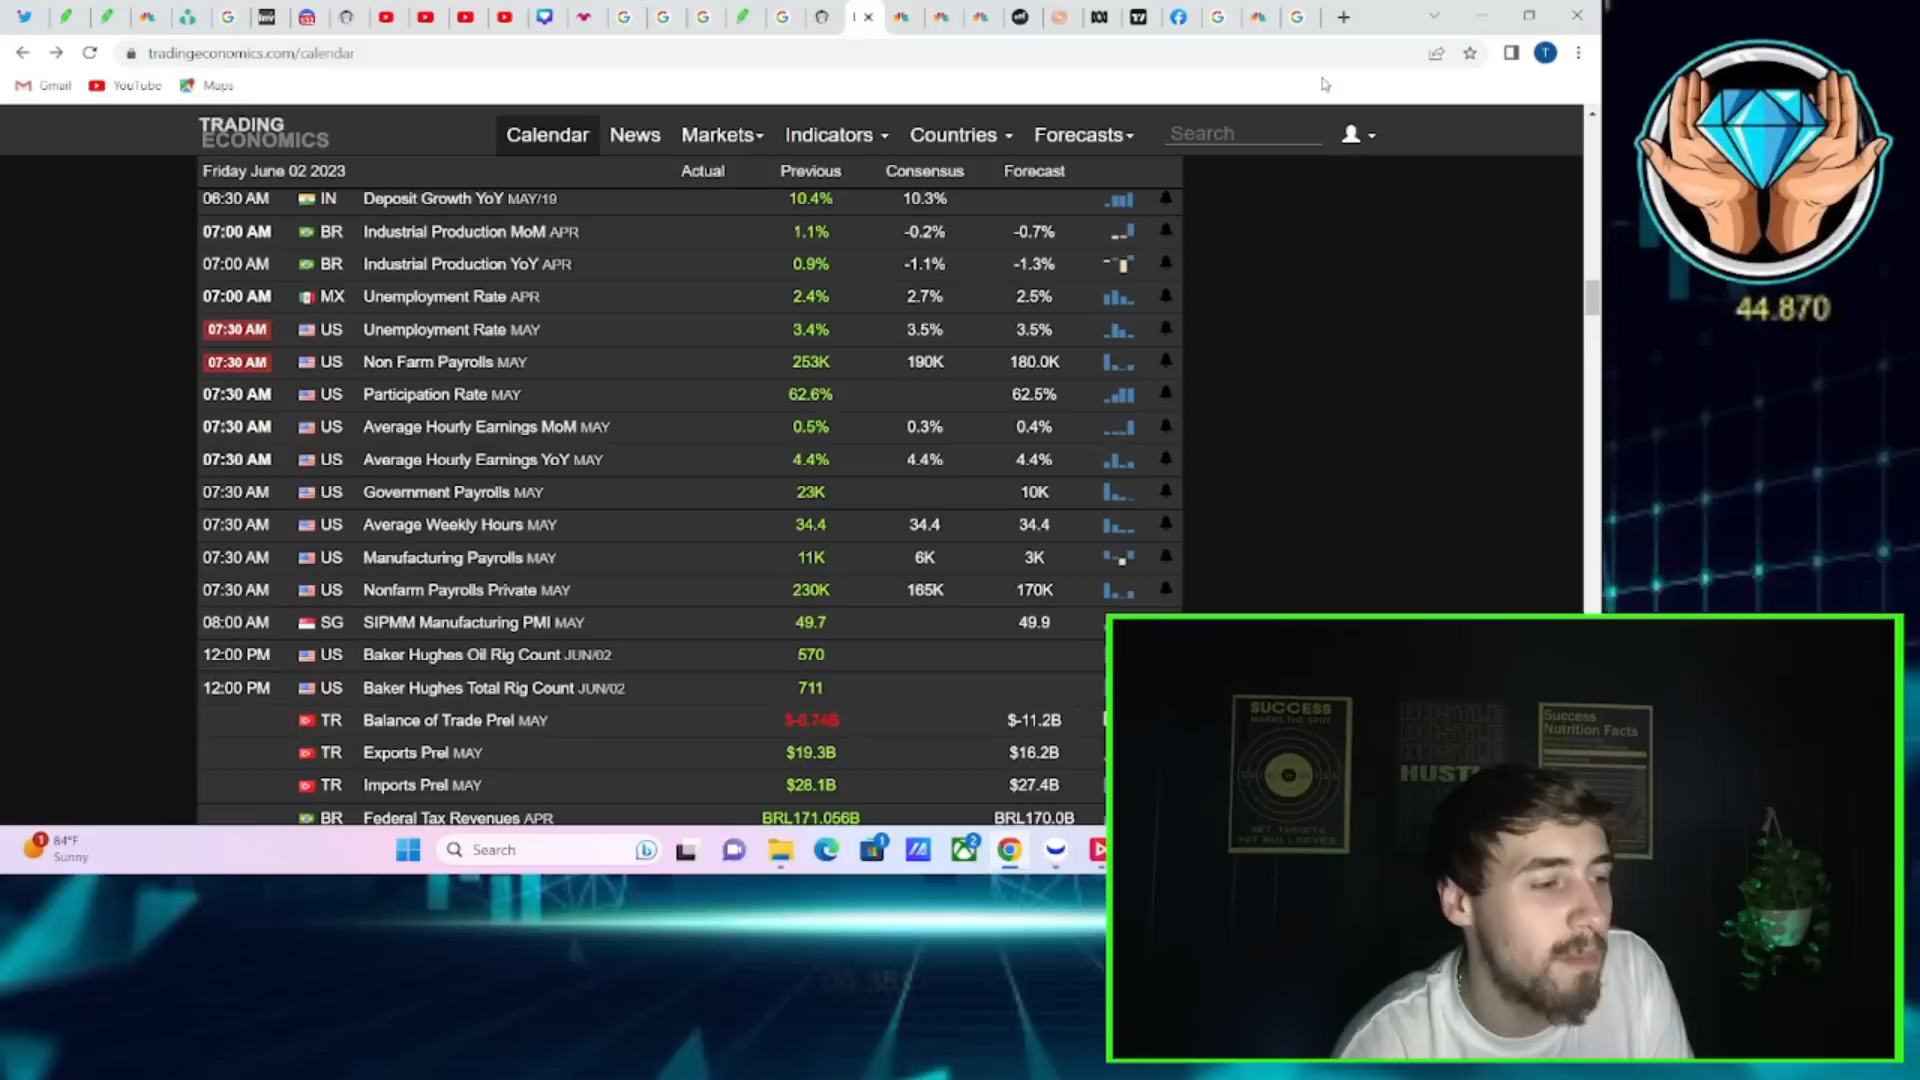 tradingeconomics.com/calendar
Gmail YouTube Maps
TRADING ECONOMICS
Calendar News Markets Indicators Countries Forecasts Search
Friday June 02 2023 Actual Previous Consensus Forecast
06:30 AM IN Deposit Growth YoY MAY/19 10.4% 10.3%
07:00 AM BR Industrial Production MoM APR 1.1% -0.2% -0.7%
07:00 AM BR Industrial Production YoY APR 0.9% -1.1% -1.3%
07:00 AM MX Unemployment Rate APR 2.4% 2.7% 2.5%
07:30 AM US Unemployment Rate MAY 3.4% 3.5% 3.5%
07:30 AM US Non Farm Payrolls MAY 253K 190K 180.0K
07:30 AM US Participation Rate MAY 62.6% 62.5%
07:30 AM US Average Hourly Earnings MoM MAY 0.5% 0.3% 0.4%
07:30 AM US Average Hourly Earnings YoY MAY 4.4% 4.4% 4.4%
07:30 AM US Government Payrolls MAY 23K 10K
07:30 AM US Average Weekly Hours MAY 34.4 34.4 34.4
07:30 AM US Manufacturing Payrolls MAY 11K 6K 3K
07:30 AM US Nonfarm Payrolls Private MAY 230K 165K 170K
08:00 AM SG SIPMM Manufacturing PMI MAY 49.7 49.9
12:00 PM US Baker Hughes Oil Rig Count JUN/02 570
12:00 PM US Baker Hughes Total Rig Count JUN/02 711
TR Balance of Trade Prel MAY $-11.2B
TR Exports Prel MAY $19.3B $16.2B
TR Imports Prel MAY $28.1B $27.4B
BR Federal Tax Revenues APR BRL171.056B BRL170.0B
84°F
Sunny
Search
44.870
SUCCESS
MARKS THE SPOT
SET TARGETS
HIT BULLSEYES
HUSTLE
HUSTLE
HUSTLE
Success
Nutrition Facts